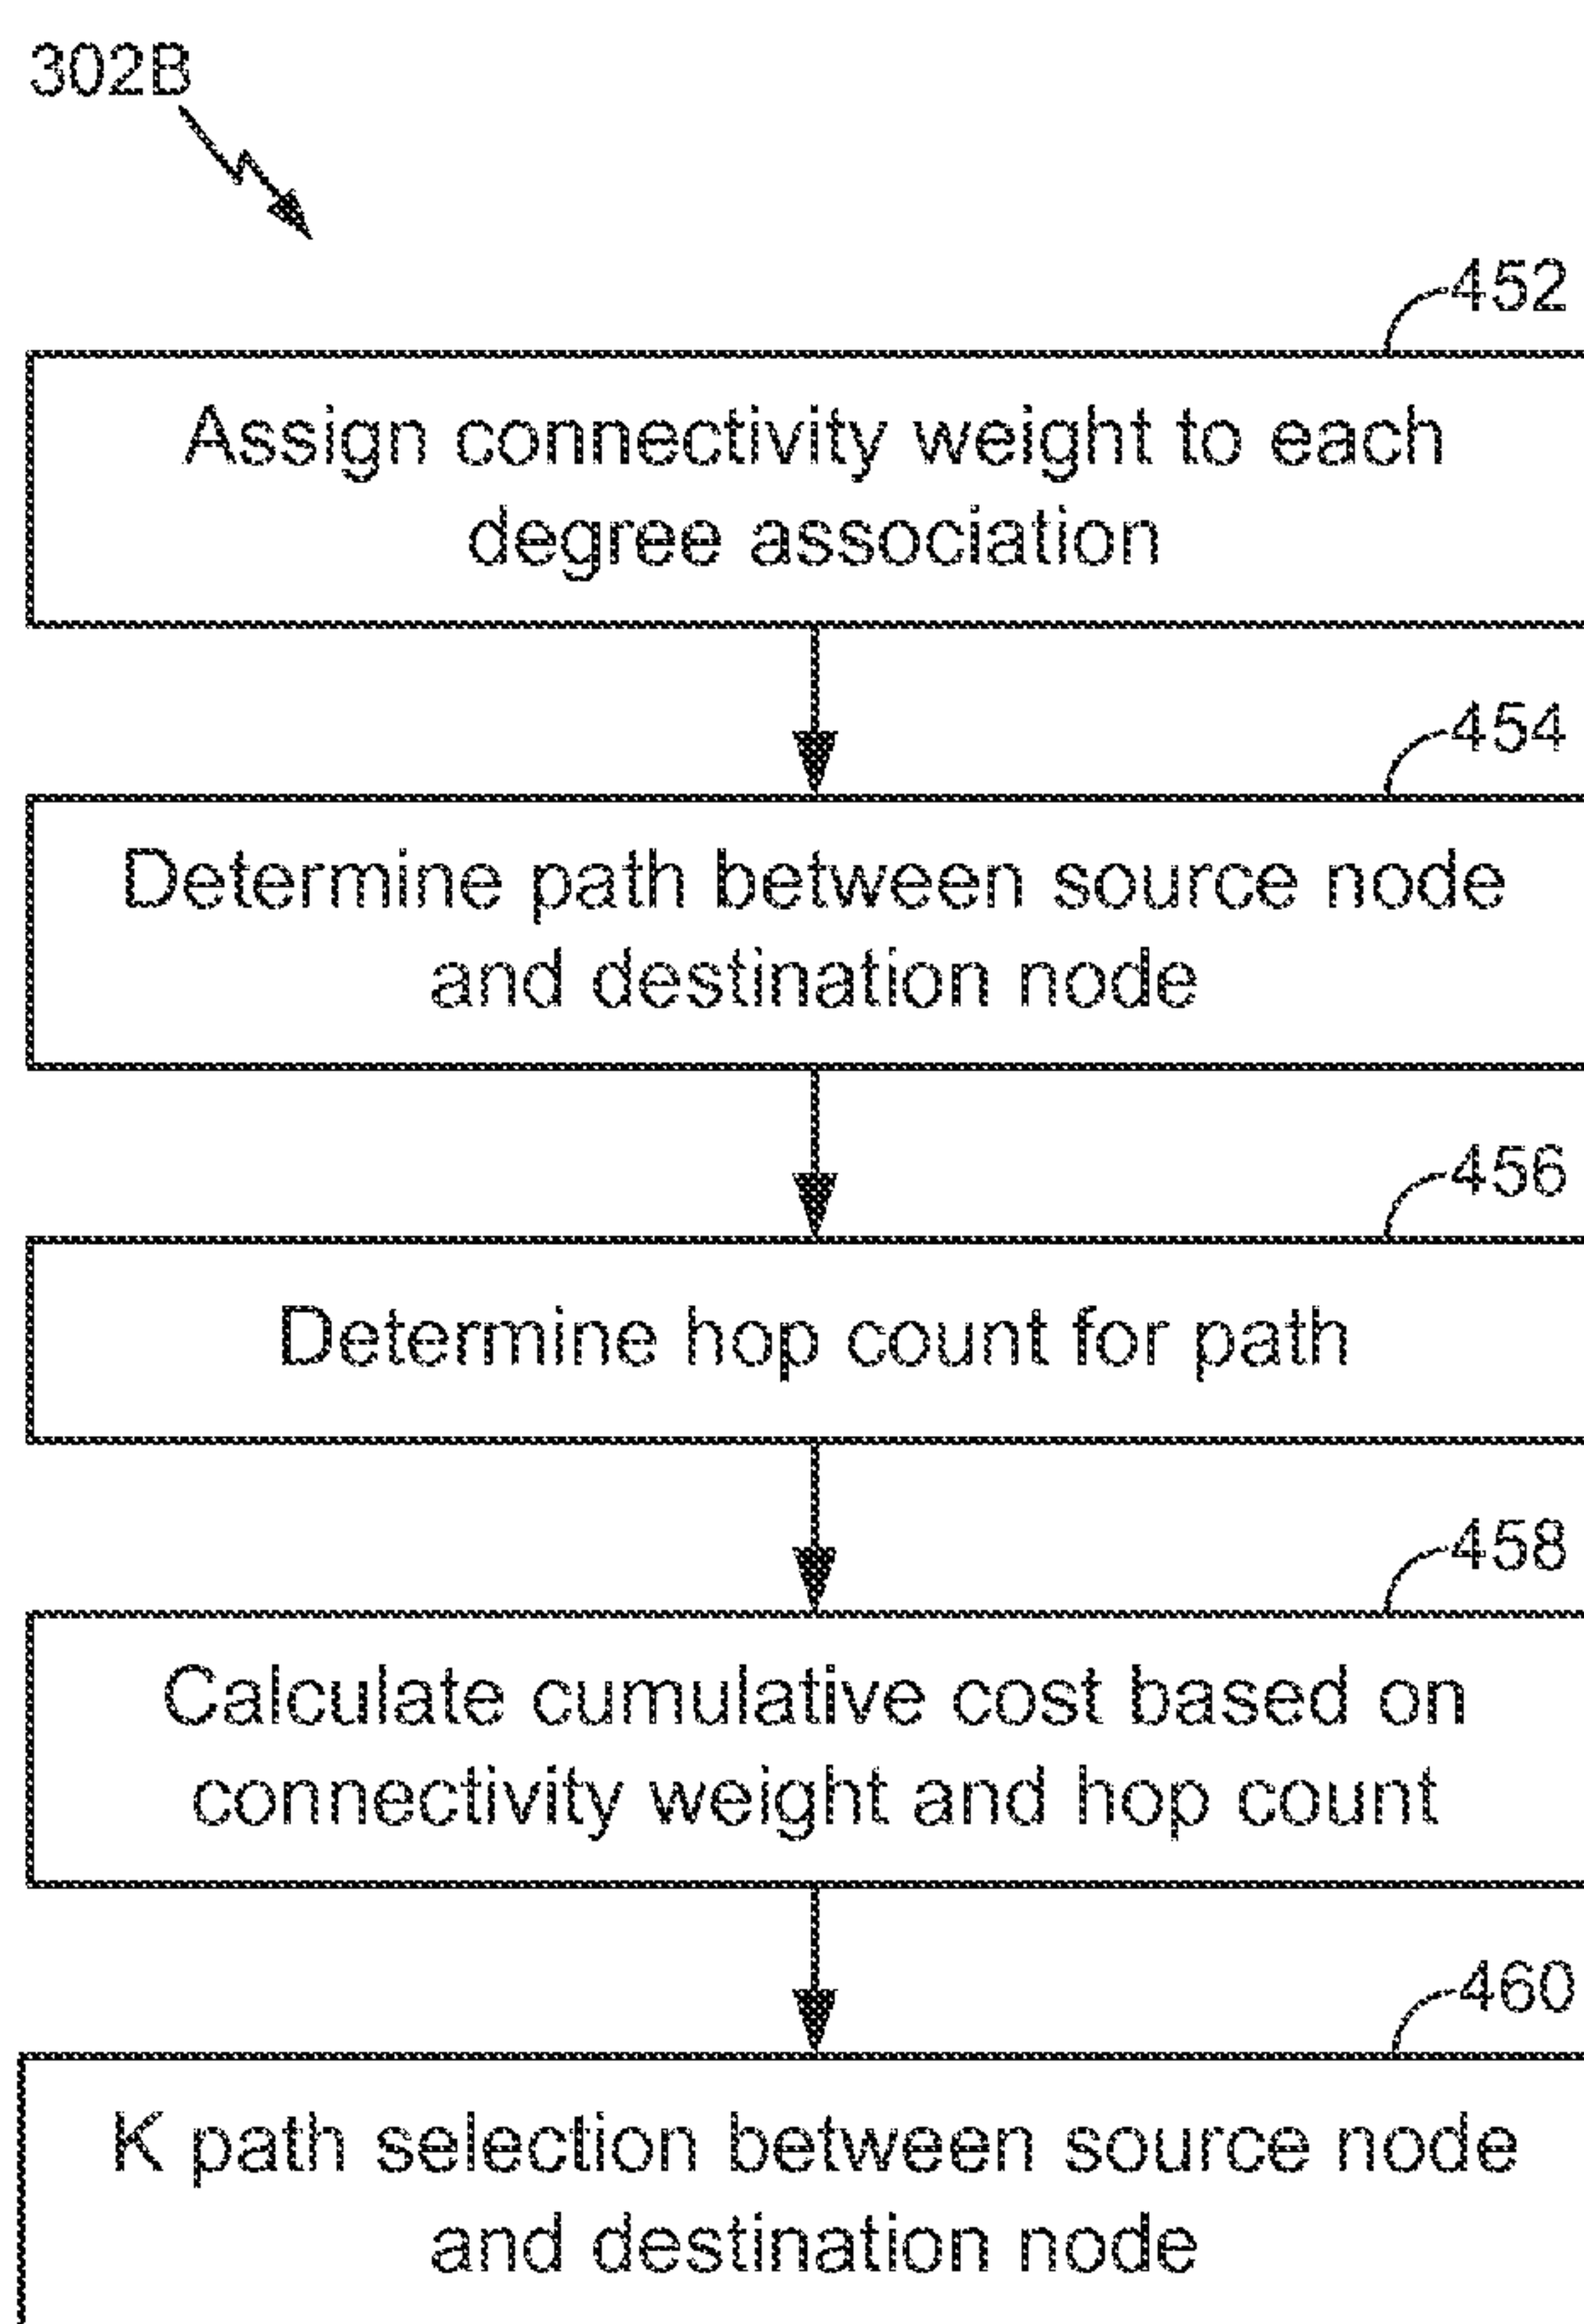 302B
452
Assign connectivity weight to each
degree association
454
Determine path between source node
and destination node
456
Determine hop count for path
458
Calculate cumulative cost based on
connectivity weight and hop count
460
K path selection between source node
and destination node